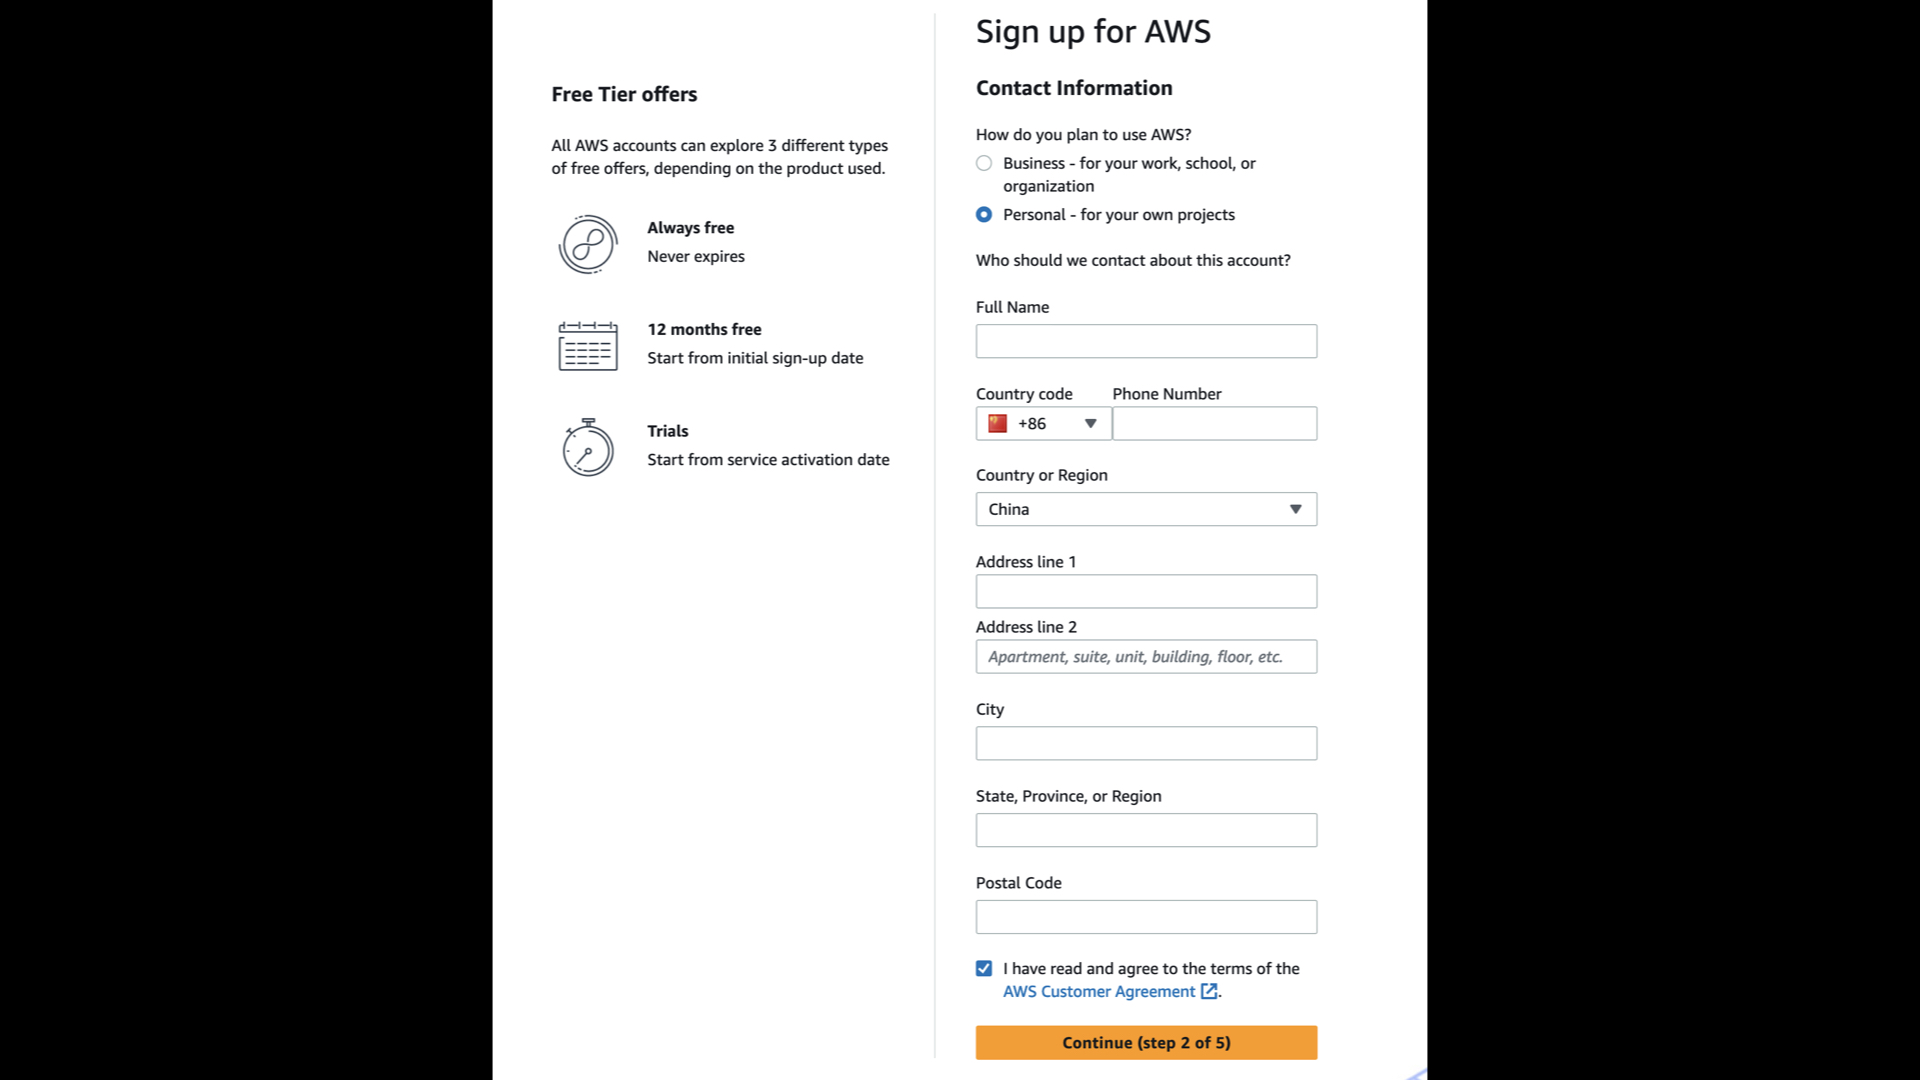 Free Tier offers
All AWS accounts can explore 3 different types
of free offers, depending on the product used.
Always free
Never expires
12 months free
Start from initial sign-up date
Trials
Start from service activation date
Sign up for AWS
Contact Information
How do you plan to use AWS?
Business - for your work, school, or
organization
Personal - for your own projects
Who should we contact about this account?
Full Name
Country code
Phone Number
+86
Country or Region
China
Address line 1
Address line 2
Apartment, suite, unit, building, floor, etc.
City
State, Province, or Region
Postal Code
I have read and agree to the terms of the
AWS Customer Agreement.
Continue (step 2 of 5)